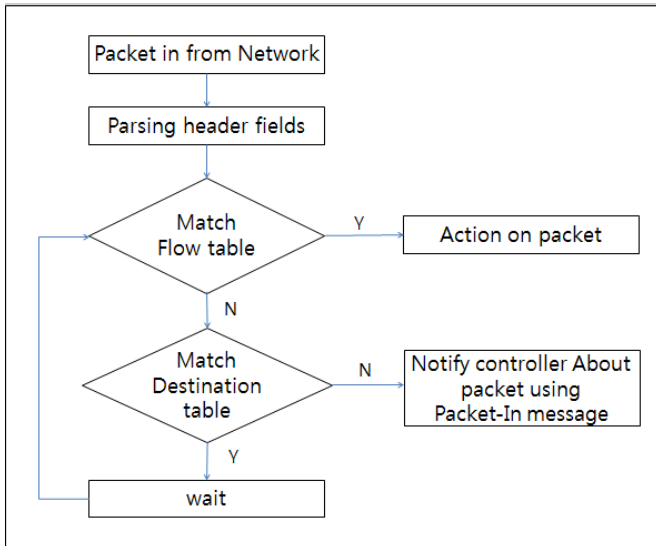 Packet in from Network
Parsing header fields
Match
Flow table
Y
Action on packet
N
Match
Destination
table
N
Notify controller About
packet using
Packet-In message
Y
wait